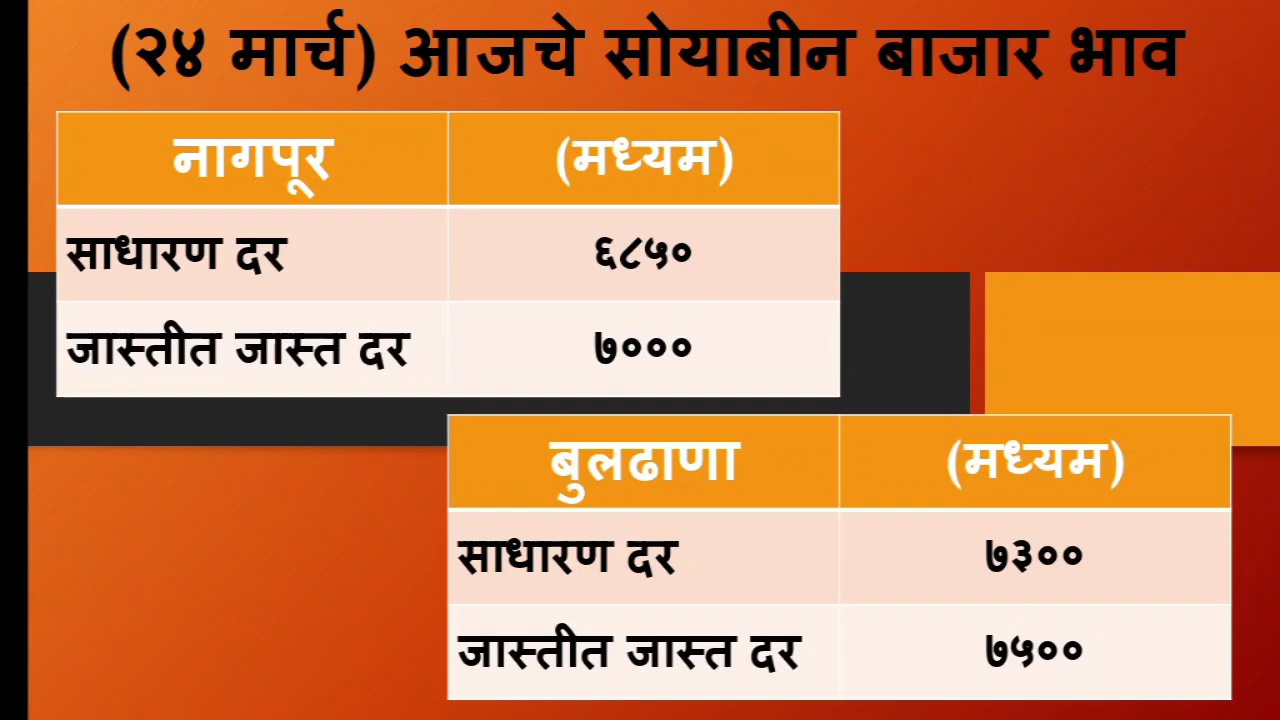 (२४ मार्च) आजचे सोयाबीन बाजार भाव
नागपूर (मध्यम)
साधारण दर ६८५०
जास्तीत जास्त दर ७०००
बुलढाणा (मध्यम)
साधारण दर ७३००
जास्तीत जास्त दर ७५००